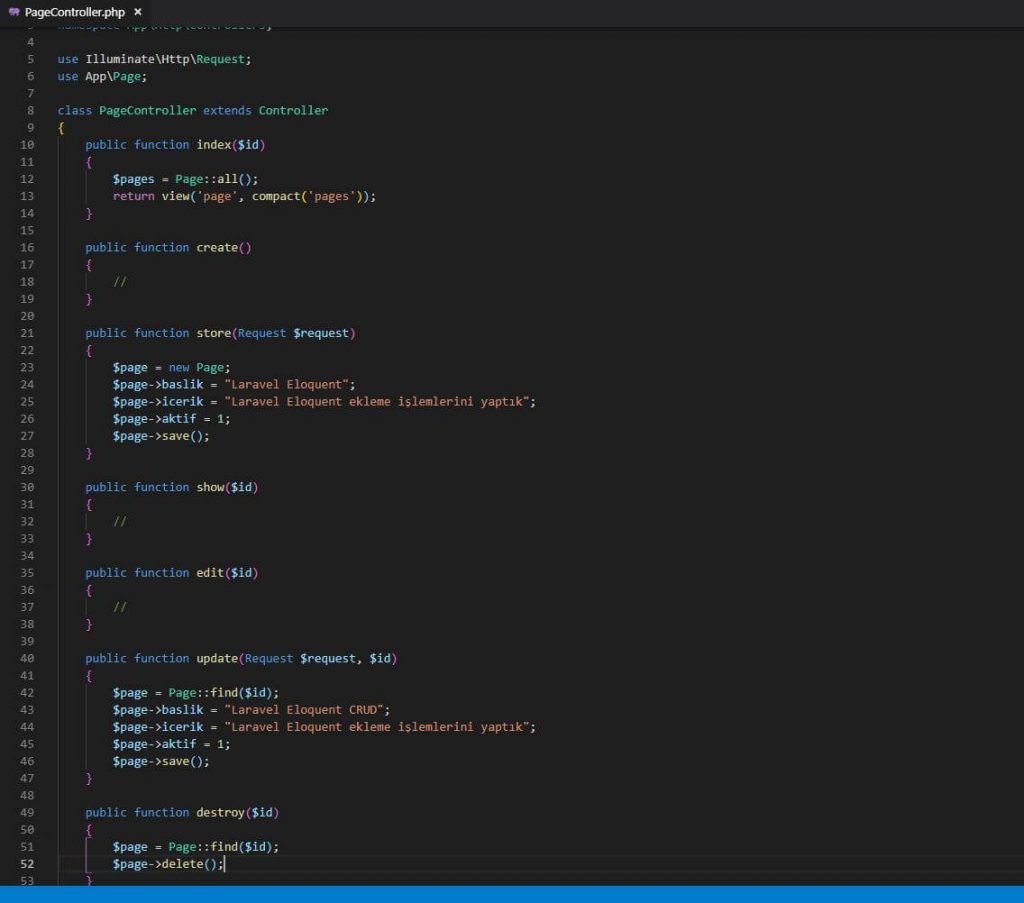 PageController.php ×
3 namespace App\Http\Controllers;
4
5 use Illuminate\Http\Request;
6 use App\Page;
7
8 class PageController extends Controller
9 {
10     public function index($id)
11     {
12         $pages = Page::all();
13         return view('page', compact('pages'));
14     }
15
16     public function create()
17     {
18         //
19     }
20
21     public function store(Request $request)
22     {
23         $page = new Page;
24         $page->baslik = "Laravel Eloquent";
25         $page->icerik = "Laravel Eloquent ekleme işlemlerini yaptık";
26         $page->aktif = 1;
27         $page->save();
28     }
29
30     public function show($id)
31     {
32         //
33     }
34
35     public function edit($id)
36     {
37         //
38     }
39
40     public function update(Request $request, $id)
41     {
42         $page = Page::find($id);
43         $page->baslik = "Laravel Eloquent CRUD";
44         $page->icerik = "Laravel Eloquent ekleme işlemlerini yaptık";
45         $page->aktif = 1;
46         $page->save();
47     }
48
49     public function destroy($id)
50     {
51         $page = Page::find($id);
52         $page->delete();
53     }